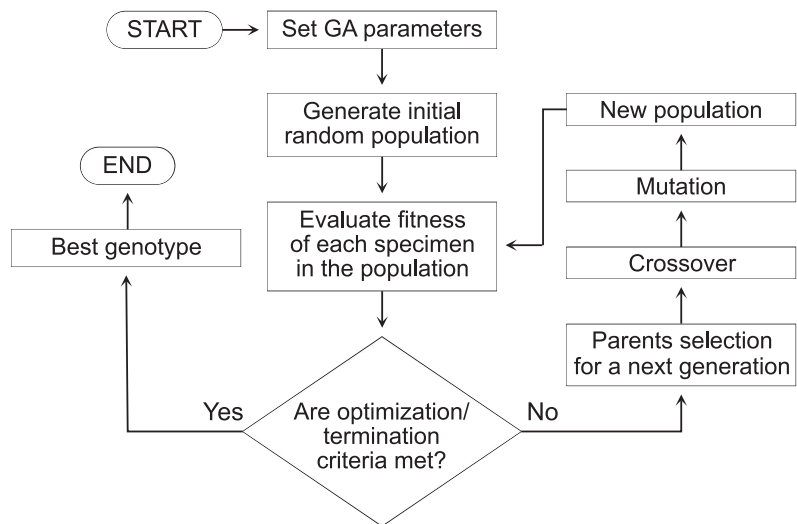 START
Set GA parameters
Generate initial
random population
New population
END
Mutation
Evaluate fitness
of each specimen
in the population
Best genotype
Crossover
Parents selection
for a next generation
Yes
No
Are optimization/
termination
criteria met?